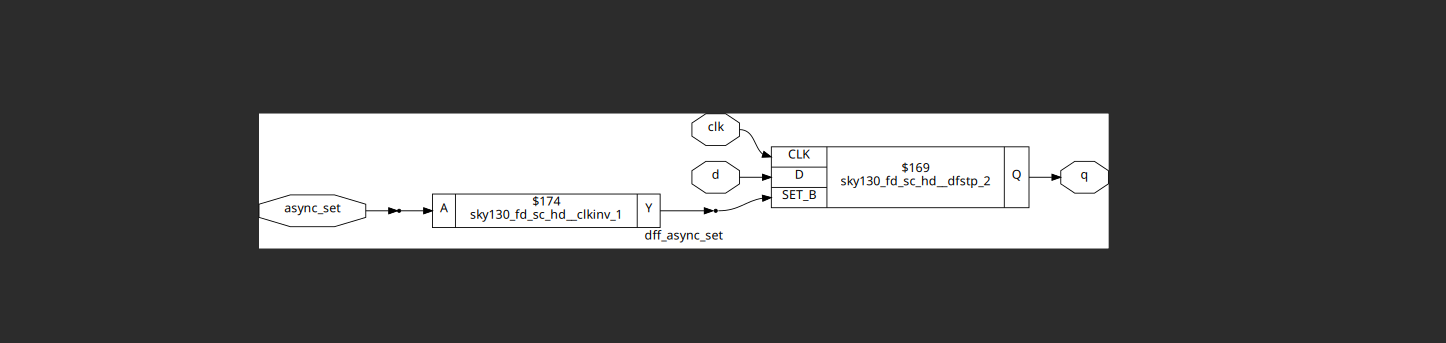 clk
CLK
d
D
$169
sky130_fd_sc_hd__dfstp_2
Q
q
SET_B
async_set
A
$174
sky130_fd_sc_hd__clkinv_1
Y
dff_async_set